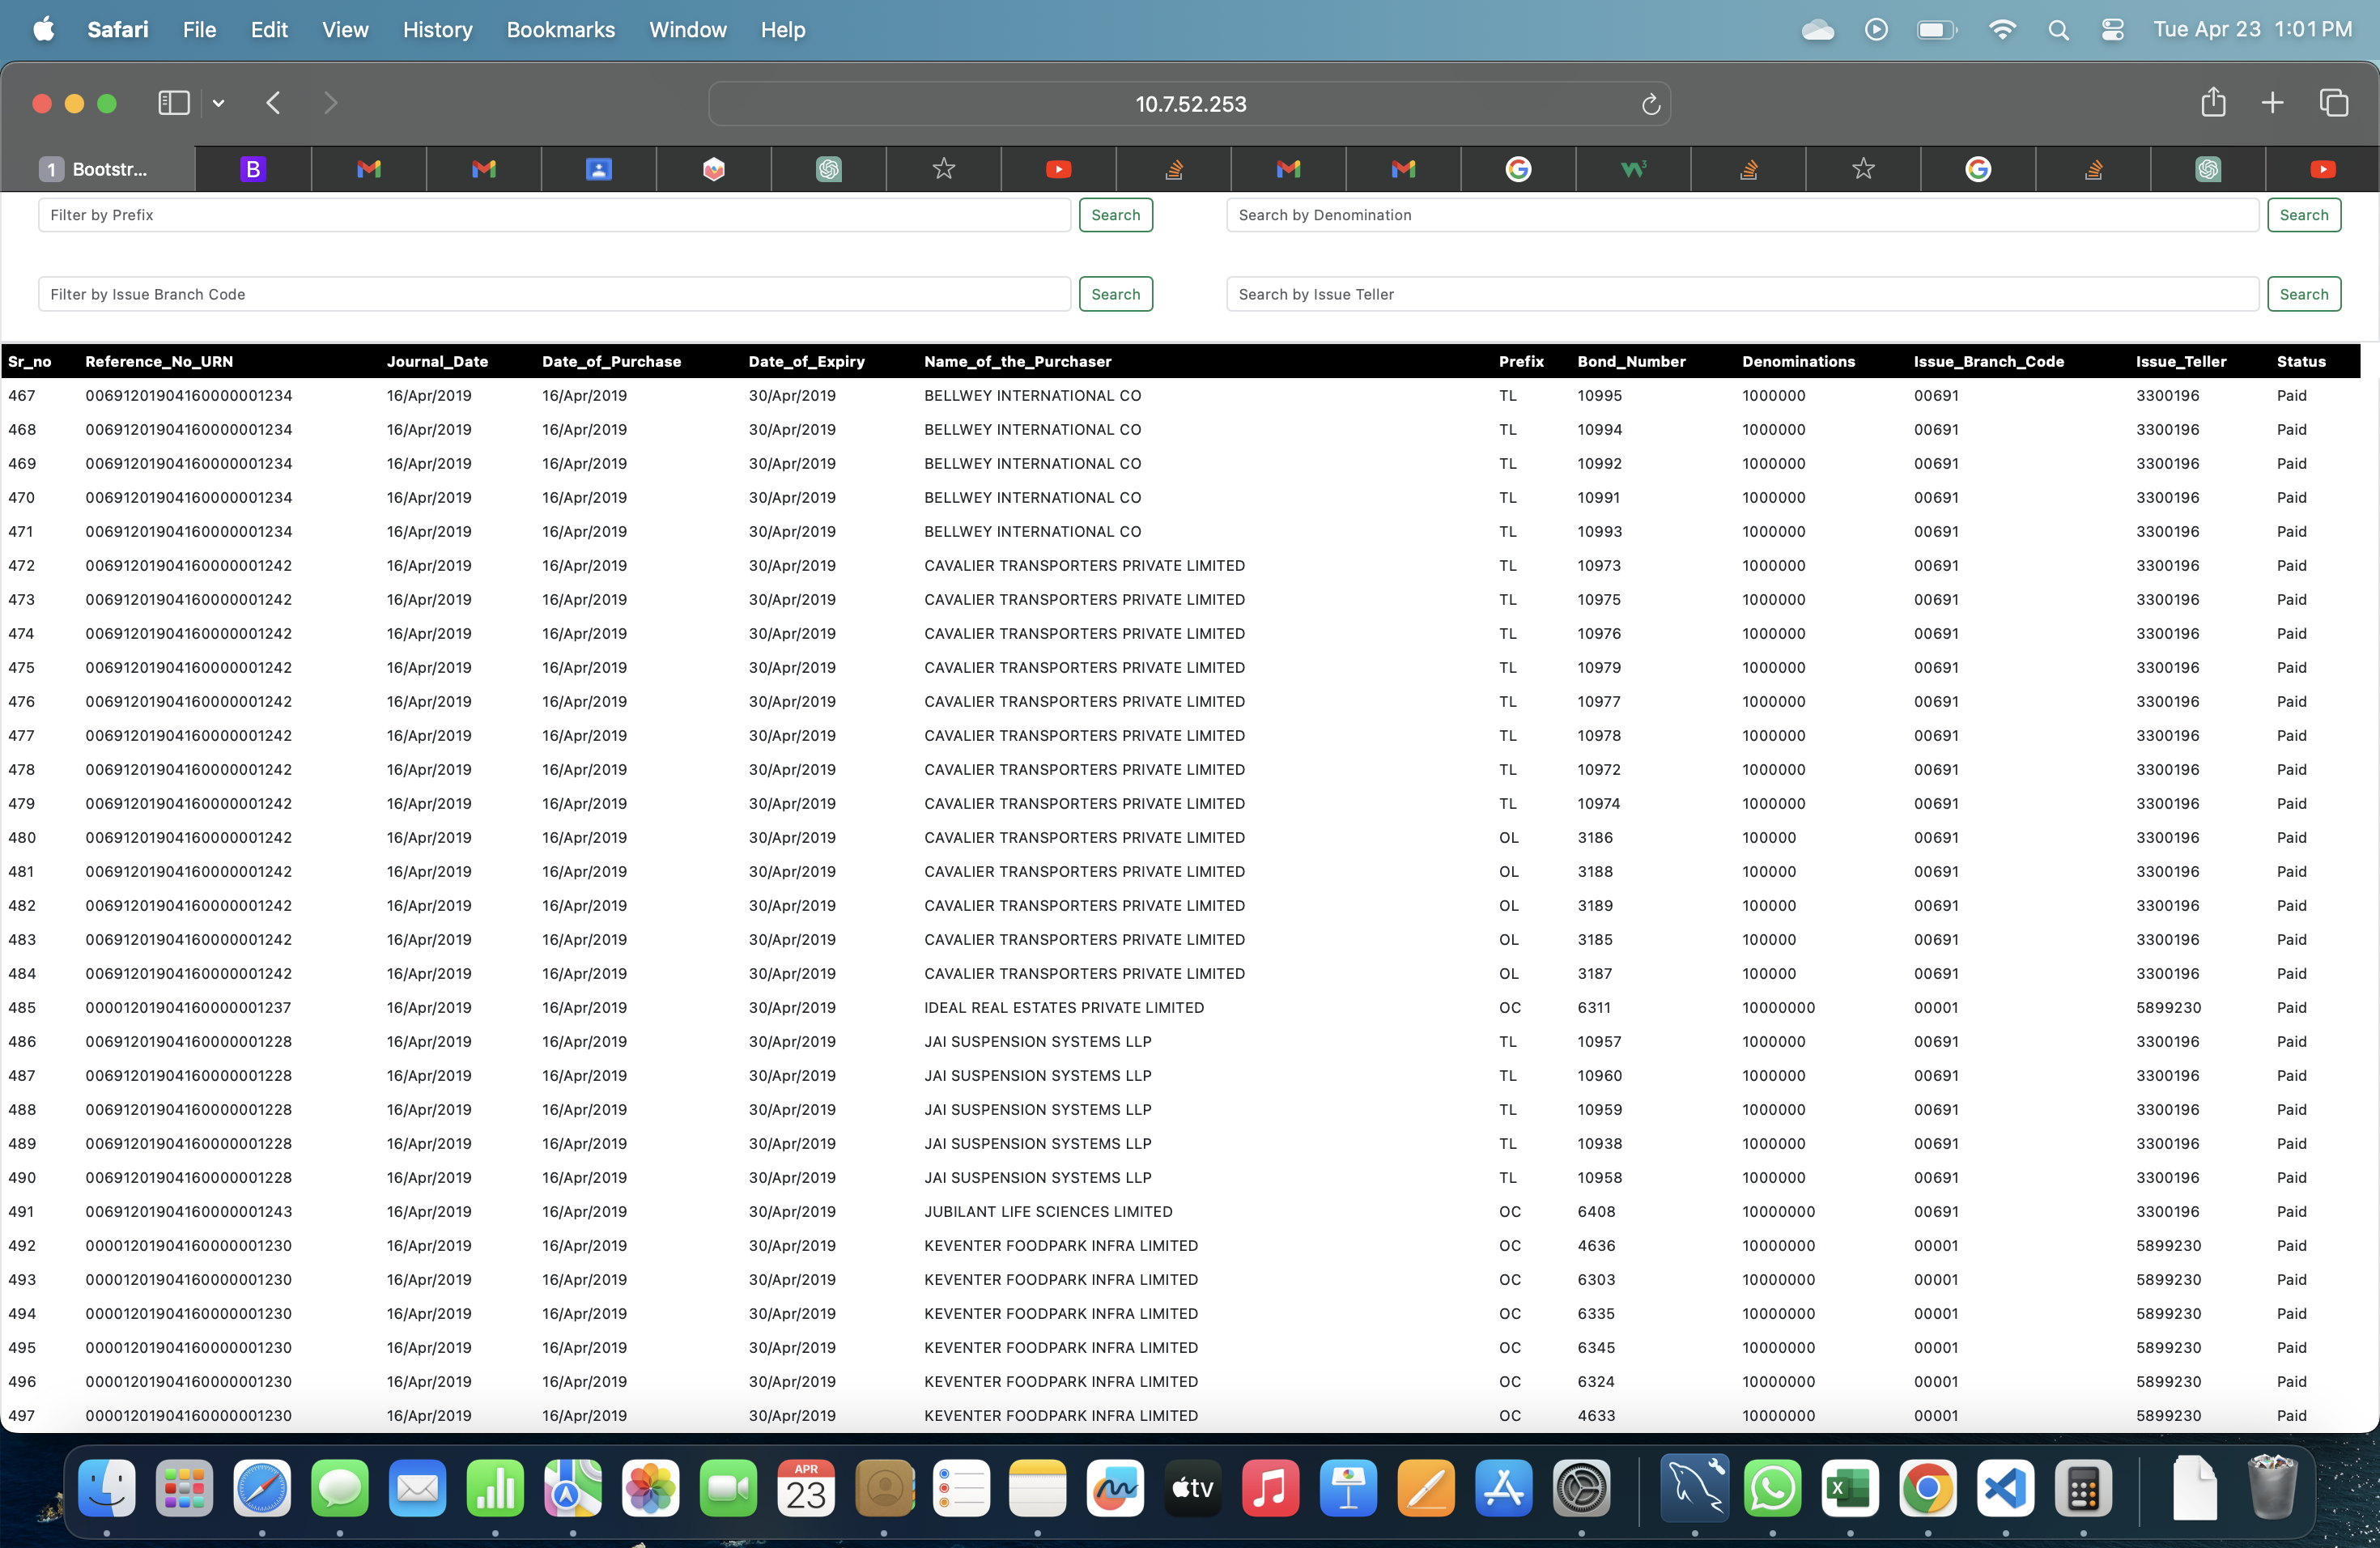 Safari File Edit View History Bookmarks Window Help Tue Apr 23 1:01 PM
10.7.52.253
1 Bootstr... B
Filter by Prefix Search Search by Denomination Search
Filter by Issue Branch Code Search Search by Issue Teller Search
Sr_no Reference_No_URN Journal_Date Date_of_Purchase Date_of_Expiry Name_of_the_Purchaser Prefix Bond_Number Denominations Issue_Branch_Code Issue_Teller Status
467 00691201904160000001234 16/Apr/2019 16/Apr/2019 30/Apr/2019 BELLWEY INTERNATIONAL CO TL 10995 1000000 00691 3300196 Paid
468 00691201904160000001234 16/Apr/2019 16/Apr/2019 30/Apr/2019 BELLWEY INTERNATIONAL CO TL 10994 1000000 00691 3300196 Paid
469 00691201904160000001234 16/Apr/2019 16/Apr/2019 30/Apr/2019 BELLWEY INTERNATIONAL CO TL 10992 1000000 00691 3300196 Paid
470 00691201904160000001234 16/Apr/2019 16/Apr/2019 30/Apr/2019 BELLWEY INTERNATIONAL CO TL 10991 1000000 00691 3300196 Paid
471 00691201904160000001234 16/Apr/2019 16/Apr/2019 30/Apr/2019 BELLWEY INTERNATIONAL CO TL 10993 1000000 00691 3300196 Paid
472 00691201904160000001242 16/Apr/2019 16/Apr/2019 30/Apr/2019 CAVALIER TRANSPORTERS PRIVATE LIMITED TL 10973 1000000 00691 3300196 Paid
473 00691201904160000001242 16/Apr/2019 16/Apr/2019 30/Apr/2019 CAVALIER TRANSPORTERS PRIVATE LIMITED TL 10975 1000000 00691 3300196 Paid
474 00691201904160000001242 16/Apr/2019 16/Apr/2019 30/Apr/2019 CAVALIER TRANSPORTERS PRIVATE LIMITED TL 10976 1000000 00691 3300196 Paid
475 00691201904160000001242 16/Apr/2019 16/Apr/2019 30/Apr/2019 CAVALIER TRANSPORTERS PRIVATE LIMITED TL 10979 1000000 00691 3300196 Paid
476 00691201904160000001242 16/Apr/2019 16/Apr/2019 30/Apr/2019 CAVALIER TRANSPORTERS PRIVATE LIMITED TL 10977 1000000 00691 3300196 Paid
477 00691201904160000001242 16/Apr/2019 16/Apr/2019 30/Apr/2019 CAVALIER TRANSPORTERS PRIVATE LIMITED TL 10978 1000000 00691 3300196 Paid
478 00691201904160000001242 16/Apr/2019 16/Apr/2019 30/Apr/2019 CAVALIER TRANSPORTERS PRIVATE LIMITED TL 10972 1000000 00691 3300196 Paid
479 00691201904160000001242 16/Apr/2019 16/Apr/2019 30/Apr/2019 CAVALIER TRANSPORTERS PRIVATE LIMITED TL 10974 1000000 00691 3300196 Paid
480 00691201904160000001242 16/Apr/2019 16/Apr/2019 30/Apr/2019 CAVALIER TRANSPORTERS PRIVATE LIMITED OL 3186 100000 00691 3300196 Paid
481 00691201904160000001242 16/Apr/2019 16/Apr/2019 30/Apr/2019 CAVALIER TRANSPORTERS PRIVATE LIMITED OL 3188 100000 00691 3300196 Paid
482 00691201904160000001242 16/Apr/2019 16/Apr/2019 30/Apr/2019 CAVALIER TRANSPORTERS PRIVATE LIMITED OL 3189 100000 00691 3300196 Paid
483 00691201904160000001242 16/Apr/2019 16/Apr/2019 30/Apr/2019 CAVALIER TRANSPORTERS PRIVATE LIMITED OL 3185 100000 00691 3300196 Paid
484 00691201904160000001242 16/Apr/2019 16/Apr/2019 30/Apr/2019 CAVALIER TRANSPORTERS PRIVATE LIMITED OL 3187 100000 00691 3300196 Paid
485 00001201904160000001237 16/Apr/2019 16/Apr/2019 30/Apr/2019 IDEAL REAL ESTATES PRIVATE LIMITED OC 6311 10000000 00001 5899230 Paid
486 00691201904160000001228 16/Apr/2019 16/Apr/2019 30/Apr/2019 JAI SUSPENSION SYSTEMS LLP TL 10957 1000000 00691 3300196 Paid
487 00691201904160000001228 16/Apr/2019 16/Apr/2019 30/Apr/2019 JAI SUSPENSION SYSTEMS LLP TL 10960 1000000 00691 3300196 Paid
488 00691201904160000001228 16/Apr/2019 16/Apr/2019 30/Apr/2019 JAI SUSPENSION SYSTEMS LLP TL 10959 1000000 00691 3300196 Paid
489 00691201904160000001228 16/Apr/2019 16/Apr/2019 30/Apr/2019 JAI SUSPENSION SYSTEMS LLP TL 10938 1000000 00691 3300196 Paid
490 00691201904160000001228 16/Apr/2019 16/Apr/2019 30/Apr/2019 JAI SUSPENSION SYSTEMS LLP TL 10958 1000000 00691 3300196 Paid
491 00691201904160000001243 16/Apr/2019 16/Apr/2019 30/Apr/2019 JUBILANT LIFE SCIENCES LIMITED OC 6408 10000000 00691 3300196 Paid
492 00001201904160000001230 16/Apr/2019 16/Apr/2019 30/Apr/2019 KEVENTER FOODPARK INFRA LIMITED OC 4636 10000000 00001 5899230 Paid
493 00001201904160000001230 16/Apr/2019 16/Apr/2019 30/Apr/2019 KEVENTER FOODPARK INFRA LIMITED OC 6303 10000000 00001 5899230 Paid
494 00001201904160000001230 16/Apr/2019 16/Apr/2019 30/Apr/2019 KEVENTER FOODPARK INFRA LIMITED OC 6335 10000000 00001 5899230 Paid
495 00001201904160000001230 16/Apr/2019 16/Apr/2019 30/Apr/2019 KEVENTER FOODPARK INFRA LIMITED OC 6345 10000000 00001 5899230 Paid
496 00001201904160000001230 16/Apr/2019 16/Apr/2019 30/Apr/2019 KEVENTER FOODPARK INFRA LIMITED OC 6324 10000000 00001 5899230 Paid
497 00001201904160000001230 16/Apr/2019 16/Apr/2019 30/Apr/2019 KEVENTER FOODPARK INFRA LIMITED OC 4633 10000000 00001 5899230 Paid
APR
23 tv X